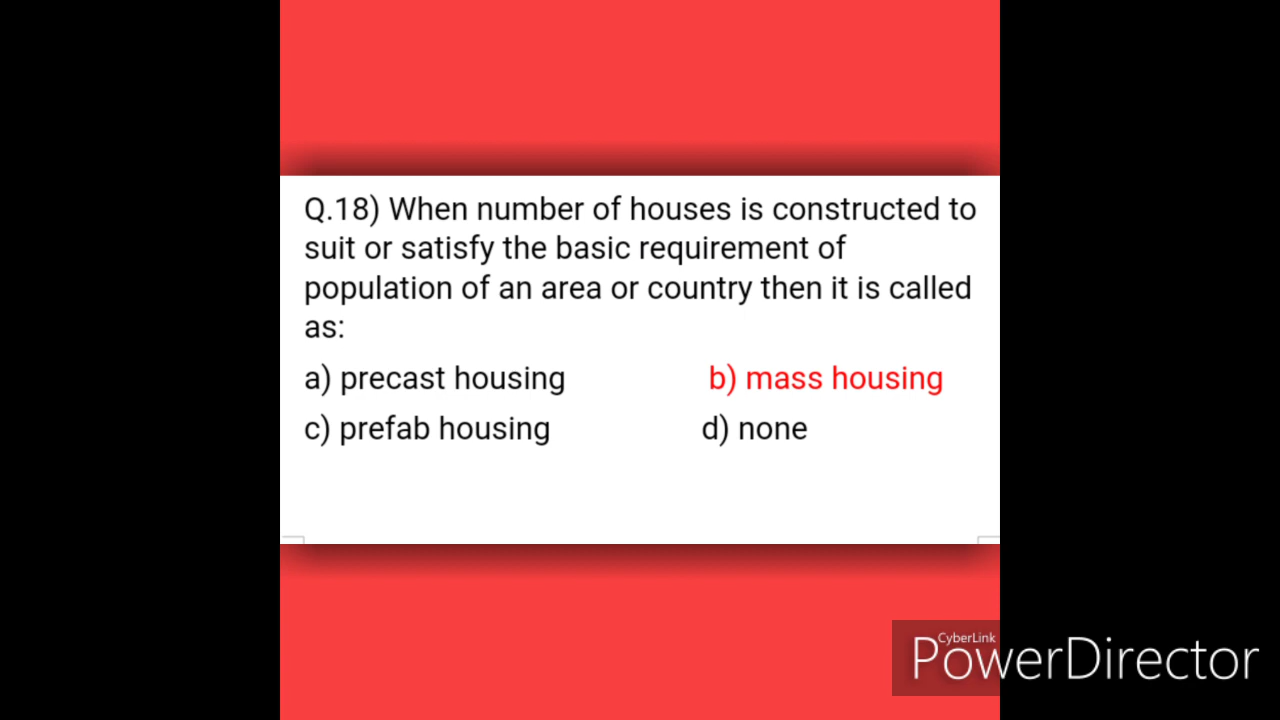 Q.18) When number of houses is constructed to
suit or satisfy the basic requirement of
population of an area or country then it is called
as:
a) precast housing b) mass housing
c) prefab housing d) none
CyberLink
PowerDirector